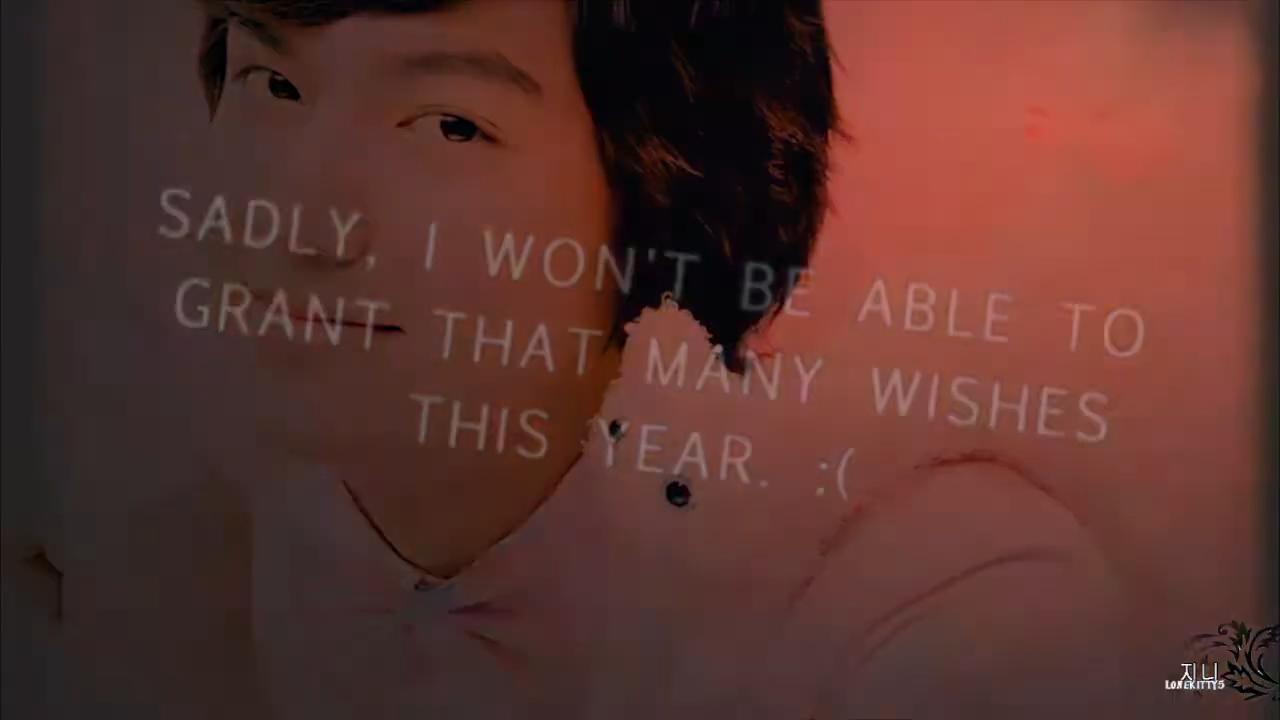 SADLY, I WON'T BE ABLE TO
GRANT THAT MANY WISHES
THIS YEAR. :(
지니
LONEKITTY5